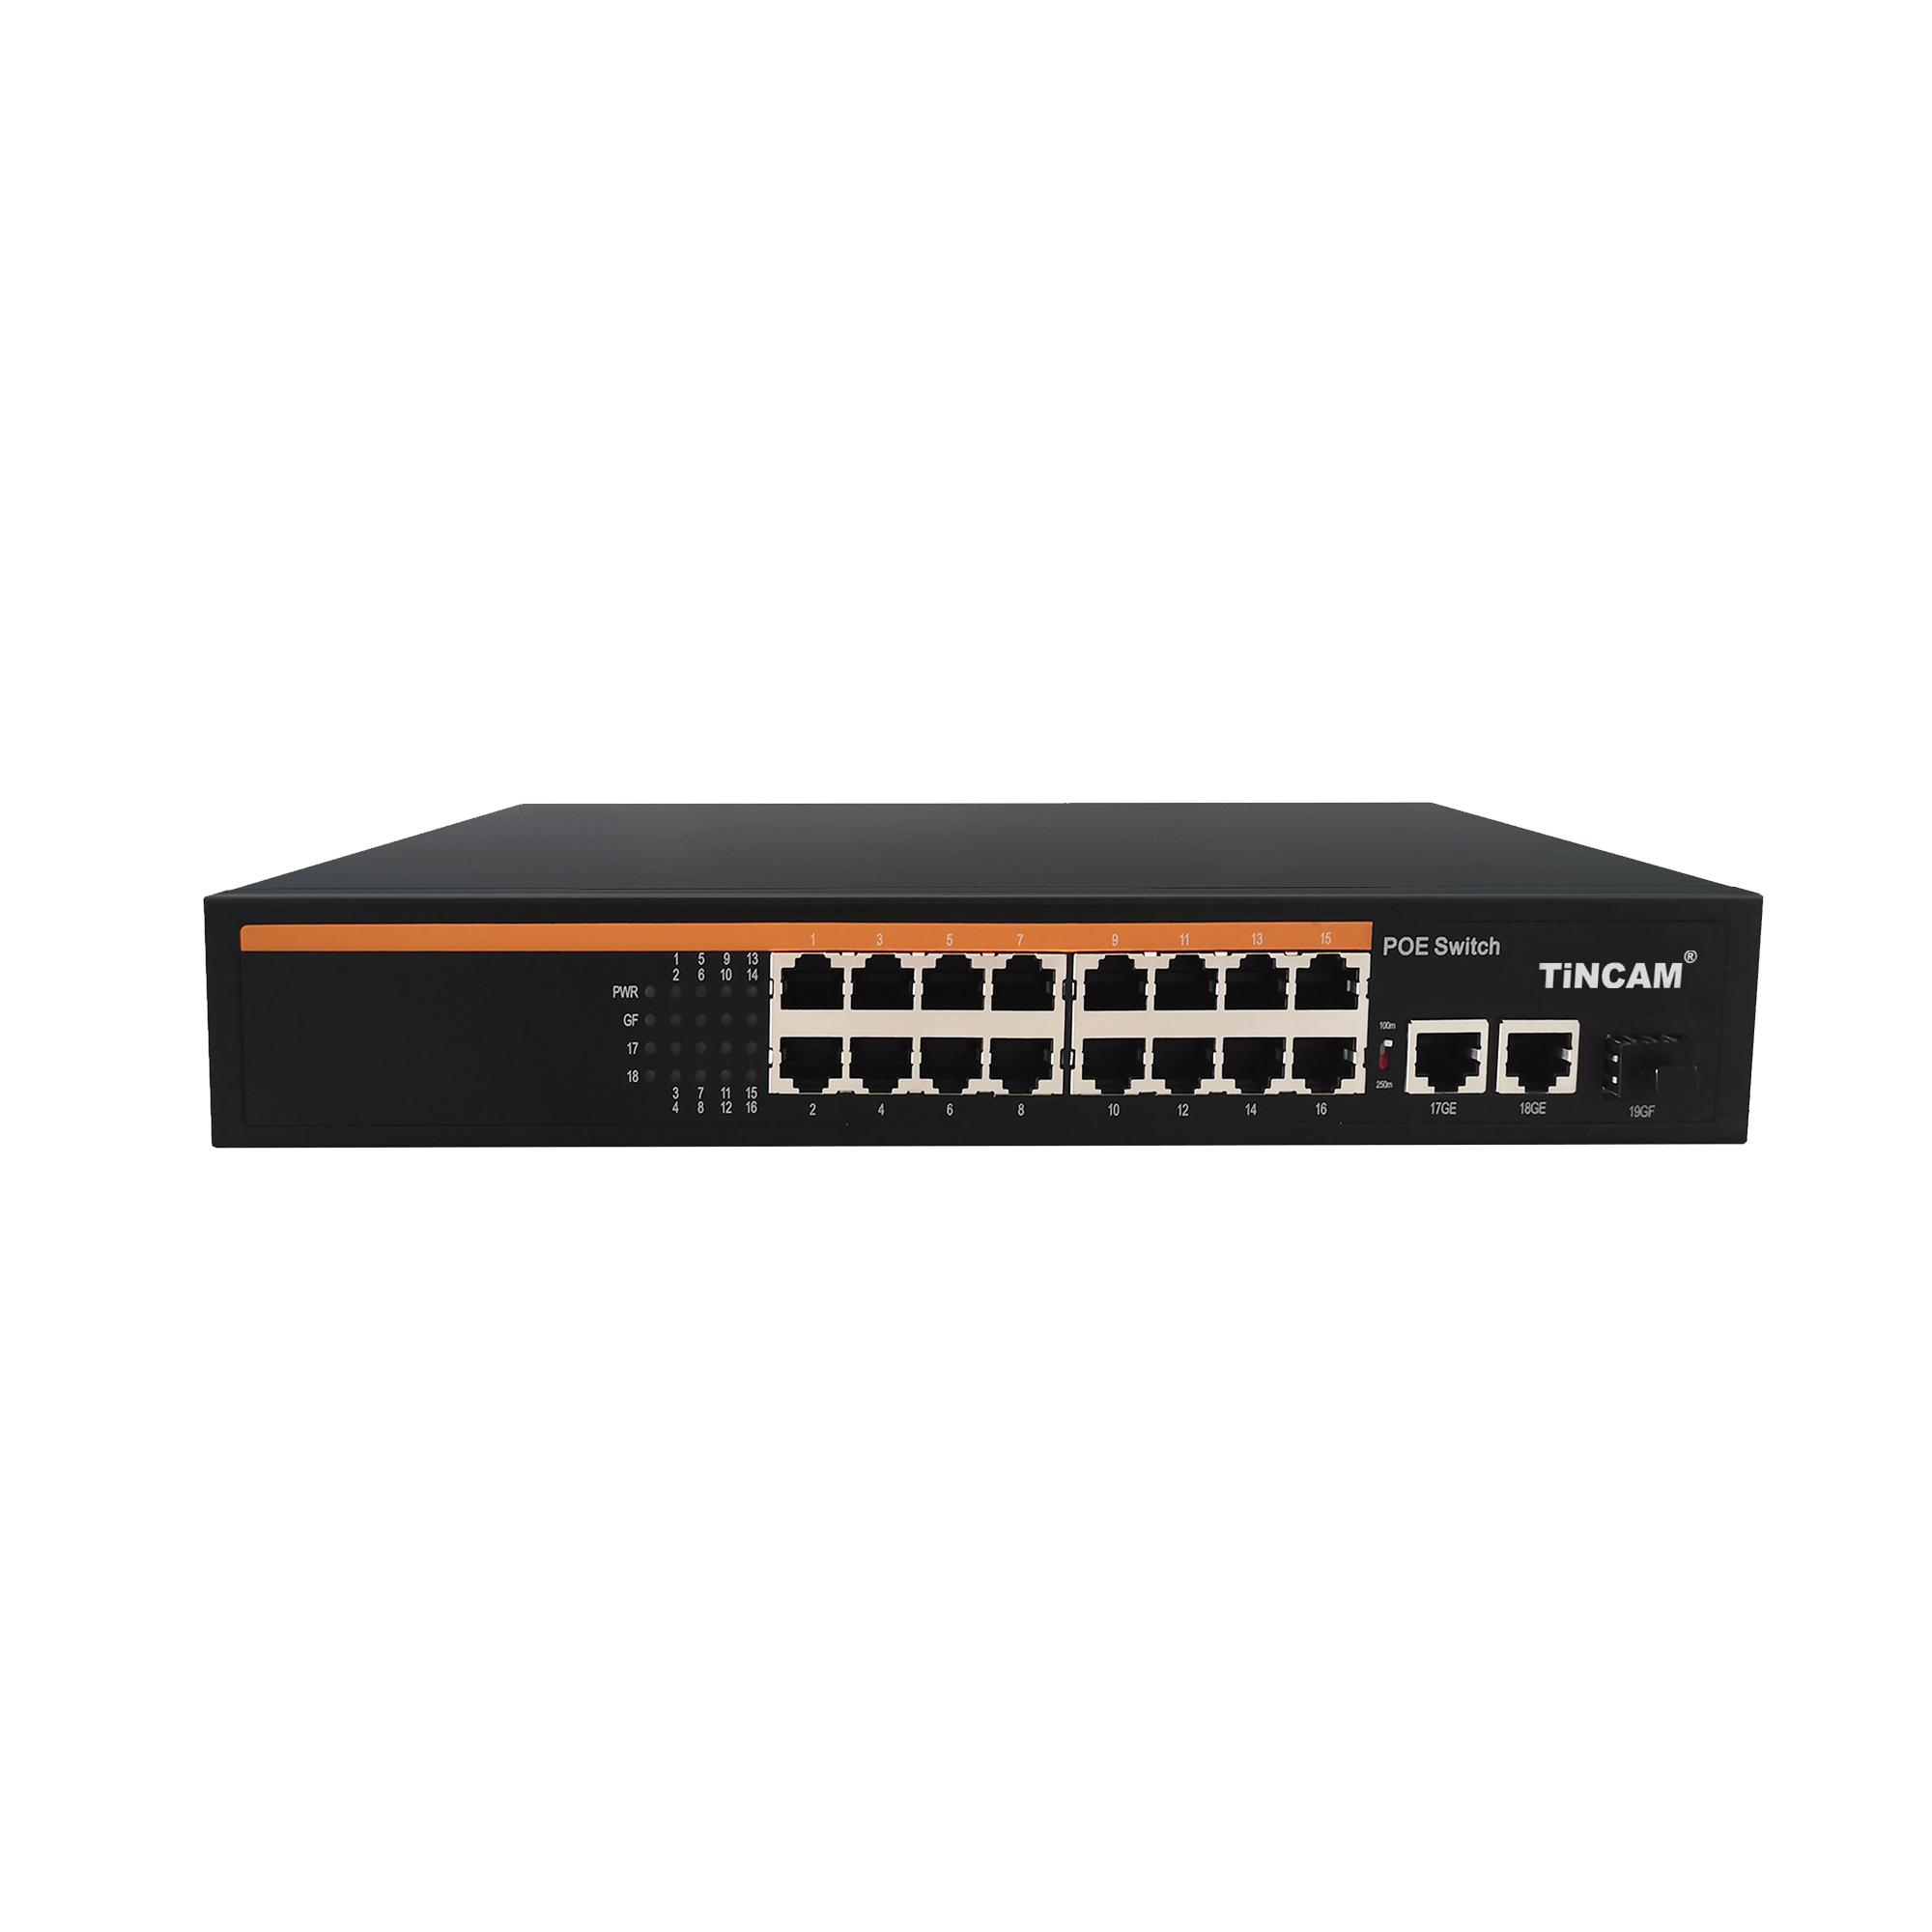 1 3 5 7 9 11 13 15
POE Switch
TiNCAM®
1 5 9 13
2 6 10 14
PWR
GF
17
18
3 7 11 15
4 8 12 16
100m
250m
2 4 6 8 10 12 14 16
17GE 18GE 19GF